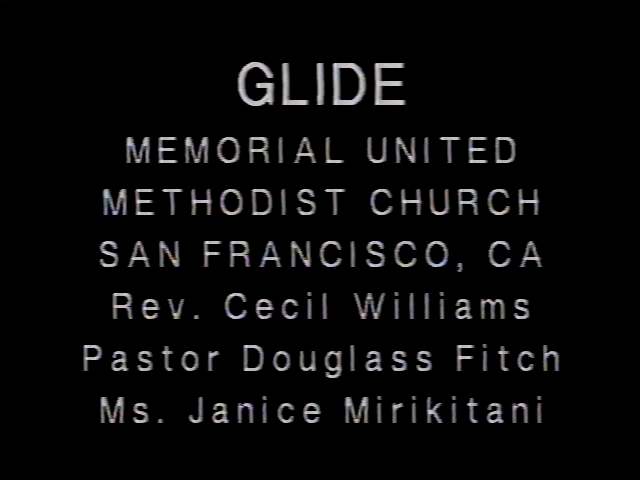 GLIDE
MEMORIAL UNITED
METHODIST CHURCH
SAN FRANCISCO, CA
Rev. Cecil Williams
Pastor Douglass Fitch
Ms. Janice Mirikitani